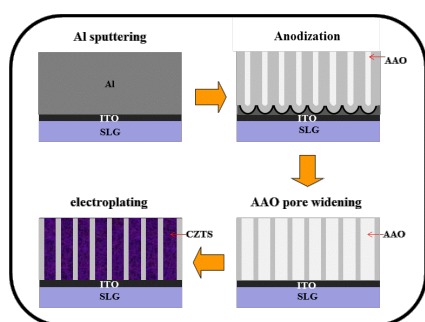 Al sputtering
Al
ITO
SLG
Anodization
AAO
ITO
SLG
electroplating
CZTS
ITO
SLG
AAO pore widening
AAO
ITO
SLG